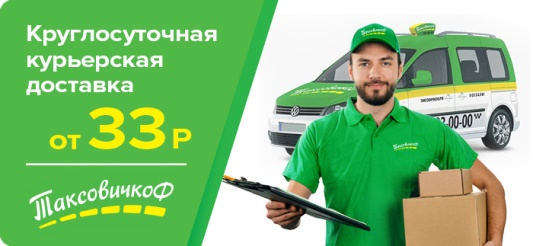 Круглосуточная
курьерская
доставка
от 33 Р
ТаксовичкоФ